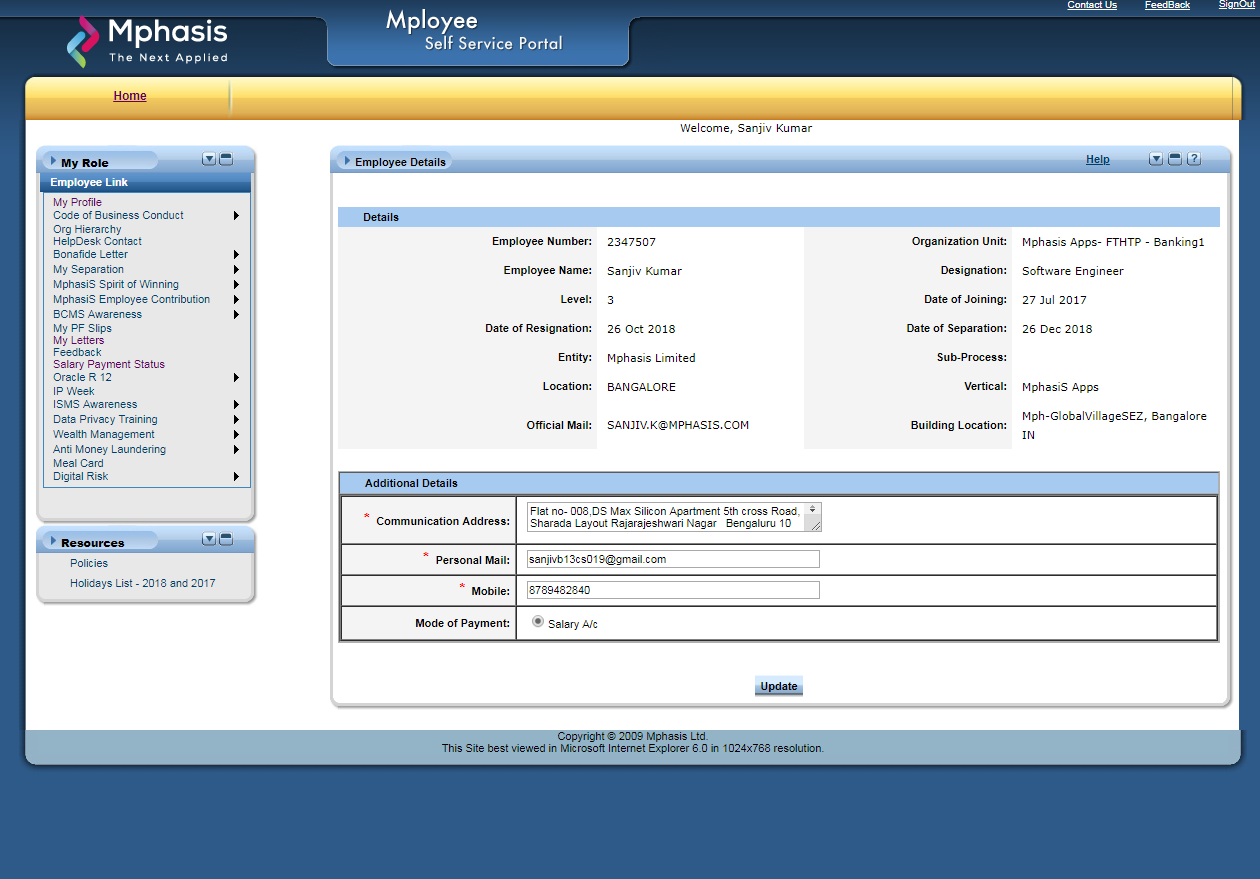 Contact Us FeedBack SignOut
Mphasis
The Next Applied
Mployee
Self Service Portal
Home
Welcome, Sanjiv Kumar
My Role
Employee Link
My Profile
Code of Business Conduct
Org Hierarchy
HelpDesk Contact
Bonafide Letter
My Separation
MphasiS Spirit of Winning
MphasiS Employee Contribution
BCMS Awareness
My PF Slips
My Letters
Feedback
Salary Payment Status
Oracle R 12
IP Week
ISMS Awareness
Data Privacy Training
Wealth Management
Anti Money Laundering
Meal Card
Digital Risk
Resources
Policies
Holidays List - 2018 and 2017
Employee Details Help ?
Details
Employee Number: 2347507 Organization Unit: Mphasis Apps- FTHTP - Banking1
Employee Name: Sanjiv Kumar Designation: Software Engineer
Level: 3 Date of Joining: 27 Jul 2017
Date of Resignation: 26 Oct 2018 Date of Separation: 26 Dec 2018
Entity: Mphasis Limited Sub-Process:
Location: BANGALORE Vertical: MphasiS Apps
Official Mail: SANJIV.K@MPHASIS.COM Building Location: Mph-GlobalVillageSEZ, Bangalore
IN
Additional Details
* Communication Address: Flat no- 008,DS Max Silicon Apartment 5th cross Road,
Sharada Layout Rajarajeshwari Nagar Bengaluru 10
* Personal Mail: sanjivb13cs019@gmail.com
* Mobile: 8789482840
Mode of Payment: Salary A/c
Update
Copyright © 2009 Mphasis Ltd.
This Site best viewed in Microsoft Internet Explorer 6.0 in 1024x768 resolution.